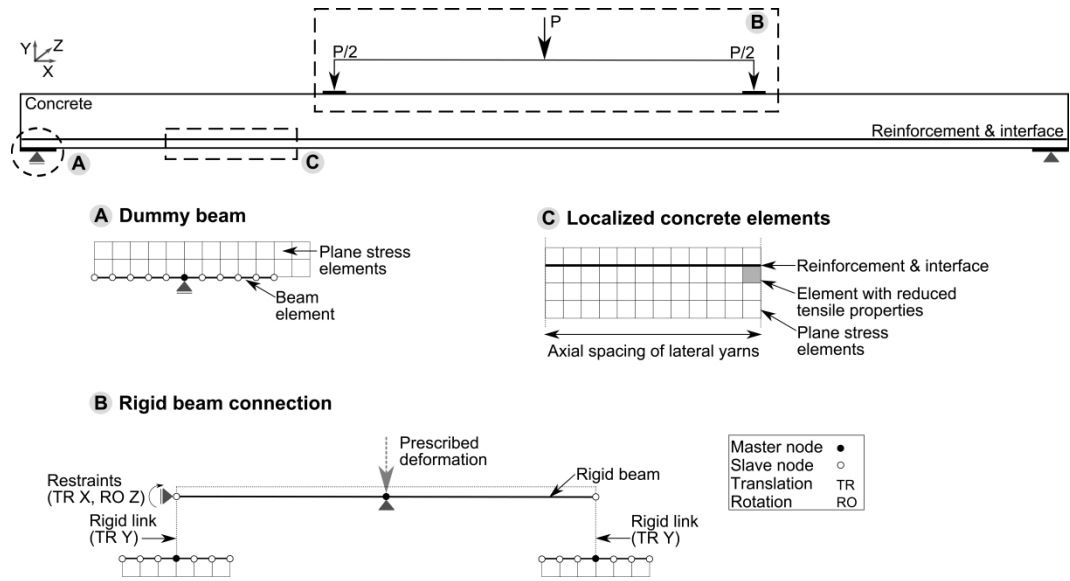 P
B
Y
Z
X
P/2
P/2
Concrete
Reinforcement & interface
A
C
A Dummy beam
Plane stress
elements
Beam
element
C Localized concrete elements
Reinforcement & interface
Element with reduced
tensile properties
Plane stress
elements
Axial spacing of lateral yarns
B Rigid beam connection
Prescribed
deformation
Rigid beam
Restraints
(TR X, RO Z)
Rigid link
(TR Y)
Rigid link
(TR Y)
Master node
Slave node
Translation TR
Rotation RO